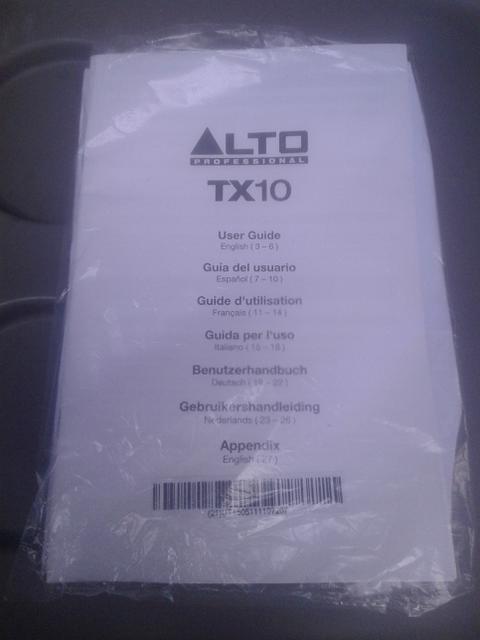 ALTO
PROFESSIONAL
TX10
User Guide
English ( 3 – 6 )
Guía del usuario
Español ( 7 – 10 )
Guide d'utilisation
Français ( 11 – 14 )
Guida per l'uso
Italiano ( 15 – 18 )
Benutzerhandbuch
Deutsch ( 19 – 22 )
Gebruikershandleiding
Nederlands ( 23 – 26 )
Appendix
English ( 27 )